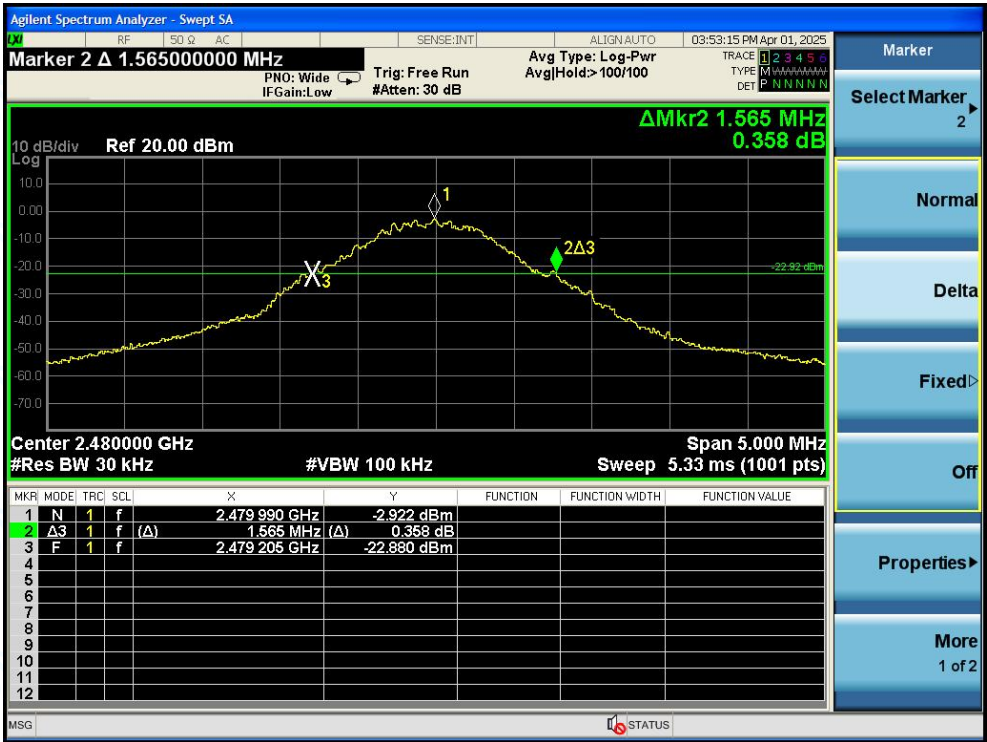 Agilent Spectrum Analyzer - Swept SA
LXI RF 50 Ω AC SENSE:INT ALIGN AUTO 03:53:15 PM Apr 01, 2025
Marker 2 Δ 1.565000000 MHz
PNO: Wide
IFGain:Low
Trig: Free Run
#Atten: 30 dB
Avg Type: Log-Pwr
Avg|Hold:>100/100
TRACE 1 2 3 4 5 6
TYPE M WWWWW
DET P N N N N N
ΔMkr2 1.565 MHz
0.358 dB
10 dB/div Ref 20.00 dBm
Log
10.0
0.00
-10.0
-20.0
-30.0
-40.0
-50.0
-60.0
-70.0
1
2Δ3
3
-22.92 dBm
Center 2.480000 GHz Span 5.000 MHz
#Res BW 30 kHz #VBW 100 kHz Sweep 5.33 ms (1001 pts)
MKR MODE TRC SCL X Y FUNCTION FUNCTION WIDTH FUNCTION VALUE
1 N 1 f 2.479 990 GHz -2.922 dBm
2 Δ3 1 f (Δ) 1.565 MHz (Δ) 0.358 dB
3 F 1 f 2.479 205 GHz -22.880 dBm
4
5
6
7
8
9
10
11
12
MSG STATUS
Marker
Select Marker
2
Normal
Delta
Fixed
Off
Properties
More
1 of 2